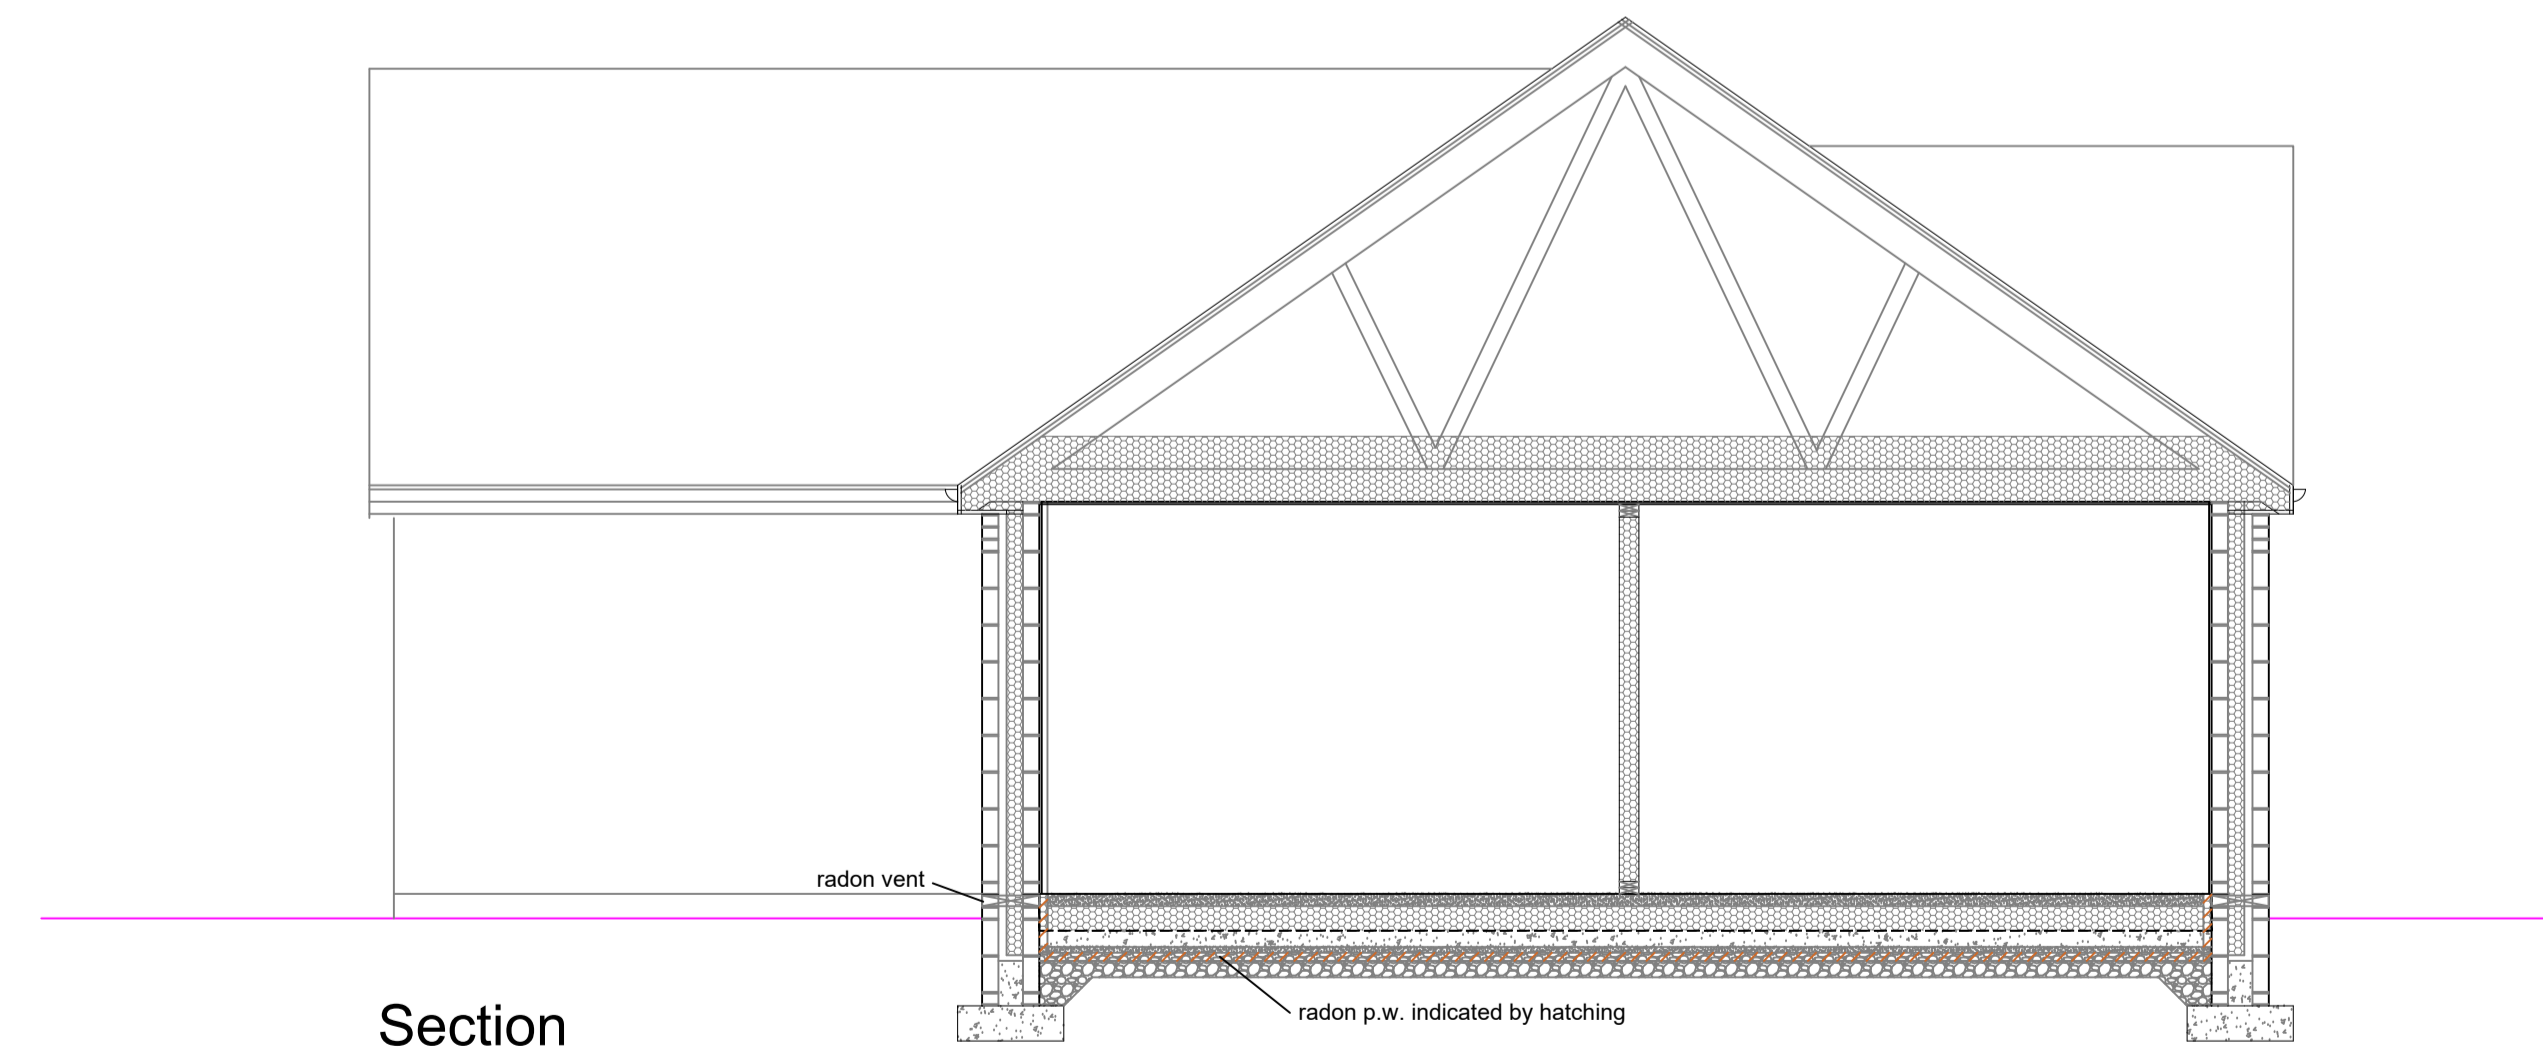 radon vent
radon p.w. indicated by hatching
Section